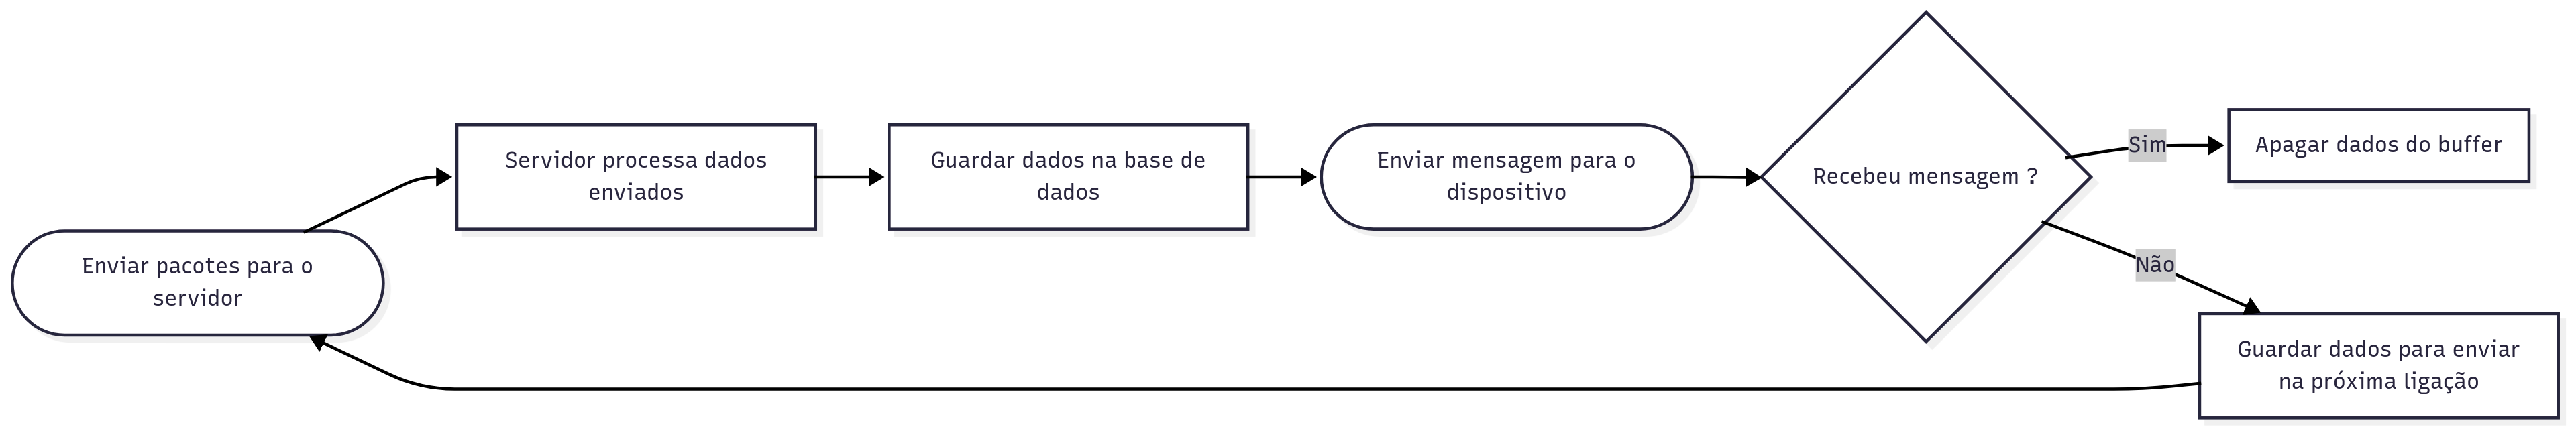 Enviar pacotes para o
servidor
Servidor processa dados
enviados
Guardar dados na base de
dados
Enviar mensagem para o
dispositivo
Recebeu mensagem ?
Sim
Apagar dados do buffer
Não
Guardar dados para enviar
na próxima ligação